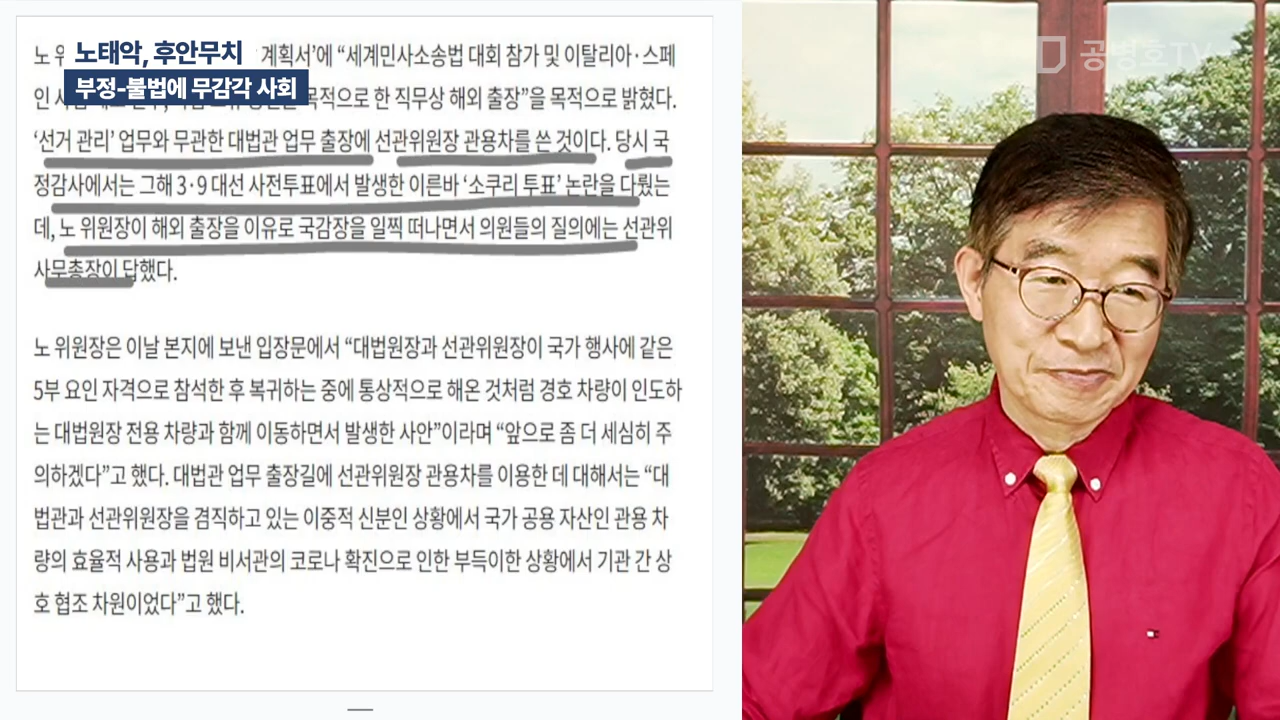 노태악, 후안무치
부정-불법에 무감각 사회
공병호TV
노 위 계획서’에 “세계민사소송법 대회 참가 및 이탈리아·스페
인 목적으로 한 직무상 해외 출장”을 목적으로 밝혔다.
‘선거 관리’ 업무와 무관한 대법관 업무 출장에 선관위원장 관용차를 쓴 것이다. 당시 국
정감사에서는 그해 3·9 대선 사전투표에서 발생한 이른바 ‘소쿠리 투표’ 논란을 다뤘는
데, 노 위원장이 해외 출장을 이유로 국감장을 일찍 떠나면서 의원들의 질의에는 선관위
사무총장이 답했다.
노 위원장은 이날 본지에 보낸 입장문에서 “대법원장과 선관위원장이 국가 행사에 같은
5부 요인 자격으로 참석한 후 복귀하는 중에 통상적으로 해온 것처럼 경호 차량이 인도하
는 대법원장 전용 차량과 함께 이동하면서 발생한 사안”이라며 “앞으로 좀 더 세심히 주
의하겠다”고 했다. 대법관 업무 출장길에 선관위원장 관용차를 이용한 데 대해서는 “대
법관과 선관위원장을 겸직하고 있는 이중적 신분인 상황에서 국가 공용 자산인 관용 차
량의 효율적 사용과 법원 비서관의 코로나 확진으로 인한 부득이한 상황에서 기관 간 상
호 협조 차원이었다”고 했다.